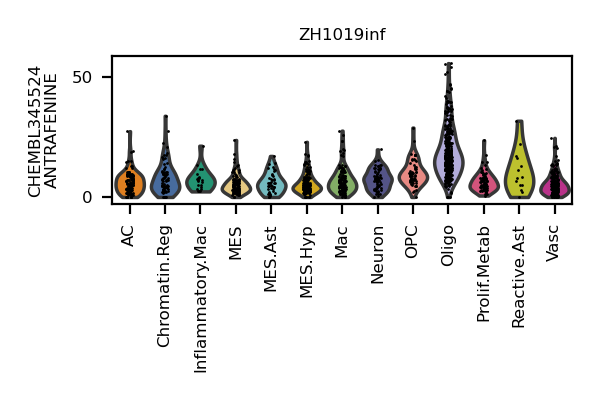 ZH1019inf
CHEMBL345524
ANTRAFENINE
50
0
AC
Chromatin.Reg
Inflammatory.Mac
MES
MES.Ast
MES.Hyp
Mac
Neuron
OPC
Oligo
Prolif.Metab
Reactive.Ast
Vasc